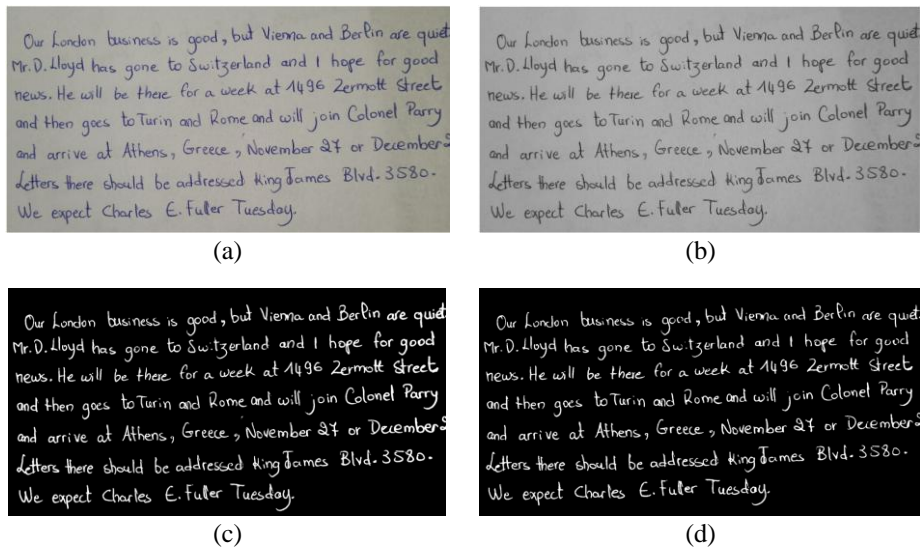 Our London business is good, but Vienna and Berlin are quiet
Mr. D. Lloyd has gone to Switzerland and I hope for good
news. He will be there for a week at 1496 Zermott Street
and then goes to Turin and Rome and will join Colonel Parry
and arrive at Athens, Greece, November 27 or December
Letters there should be addressed King James Blvd. 3580.
We expect Charles E. Fuller Tuesday.
(a)
Our London business is good, but Vienna and Berlin are quiet
Mr. D. Lloyd has gone to Switzerland and I hope for good
news. He will be there for a week at 1496 Zermott Street
and then goes to Turin and Rome and will join Colonel Parry
and arrive at Athens, Greece, November 27 or December
Letters there should be addressed King James Blvd. 3580.
We expect Charles E. Fuller Tuesday.
(b)
Our London business is good, but Vienna and Berlin are quiet
Mr. D. Lloyd has gone to Switzerland and I hope for good
news. He will be there for a week at 1496 Zermott Street
and then goes to Turin and Rome and will join Colonel Parry
and arrive at Athens, Greece, November 27 or December
Letters there should be addressed King James Blvd. 3580.
We expect Charles E. Fuller Tuesday.
(c)
Our London business is good, but Vienna and Berlin are quiet
Mr. D. Lloyd has gone to Switzerland and I hope for good
news. He will be there for a week at 1496 Zermott Street
and then goes to Turin and Rome and will join Colonel Parry
and arrive at Athens, Greece, November 27 or December
Letters there should be addressed King James Blvd. 3580.
We expect Charles E. Fuller Tuesday.
(d)